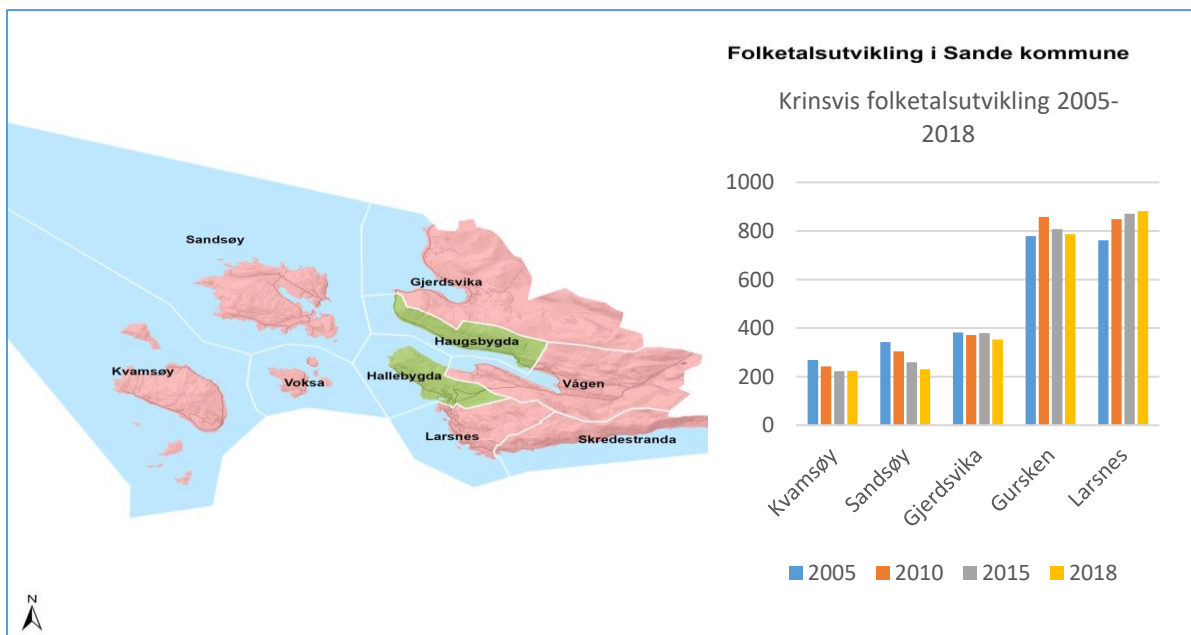 Folketalsutvikling i Sande kommune
Krinsvis folketalsutvikling 2005-
2018
1000
800
600
400
200
0
Kvamsøy
Sandsøy
Gjerdsvika
Gursken
Larsnes
2005 2010 2015 2018
Sandsøy
Gjerdsvika
Haugsbygda
Kvamsøy
Voksa
Hallebygda
Vågen
Larsnes
Skredestranda
N